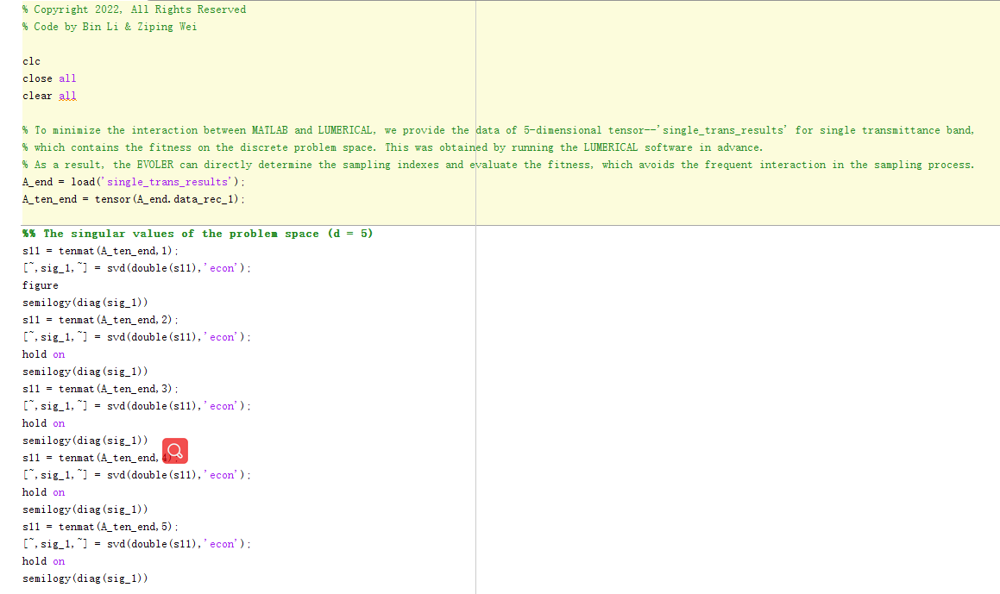 % Copyright 2022, All Rights Reserved
% Code by Bin Li & Ziping Wei
clc
close all
clear all
% To minimize the interaction between MATLAB and LUMERICAL, we provide the data of 5-dimensional tensor--'single_trans_results' for single transmittance band,
% which contains the fitness on the discrete problem space. This was obtained by running the LUMERICAL software in advance.
% As a result, the EVOLER can directly determine the sampling indexes and evaluate the fitness, which avoids the frequent interaction in the sampling process.
A_end = load('single_trans_results');
A_ten_end = tensor(A_end.data_rec_1);
%% The singular values of the problem space (d = 5)
s11 = tenmat(A_ten_end,1);
[~,sig_1,~] = svd(double(s11),'econ');
figure
semilogy(diag(sig_1))
s11 = tenmat(A_ten_end,2);
[~,sig_1,~] = svd(double(s11),'econ');
hold on
semilogy(diag(sig_1))
s11 = tenmat(A_ten_end,3);
[~,sig_1,~] = svd(double(s11),'econ');
hold on
semilogy(diag(sig_1))
s11 = tenmat(A_ten_end,4);
[~,sig_1,~] = svd(double(s11),'econ');
hold on
semilogy(diag(sig_1))
s11 = tenmat(A_ten_end,5);
[~,sig_1,~] = svd(double(s11),'econ');
hold on
semilogy(diag(sig_1))